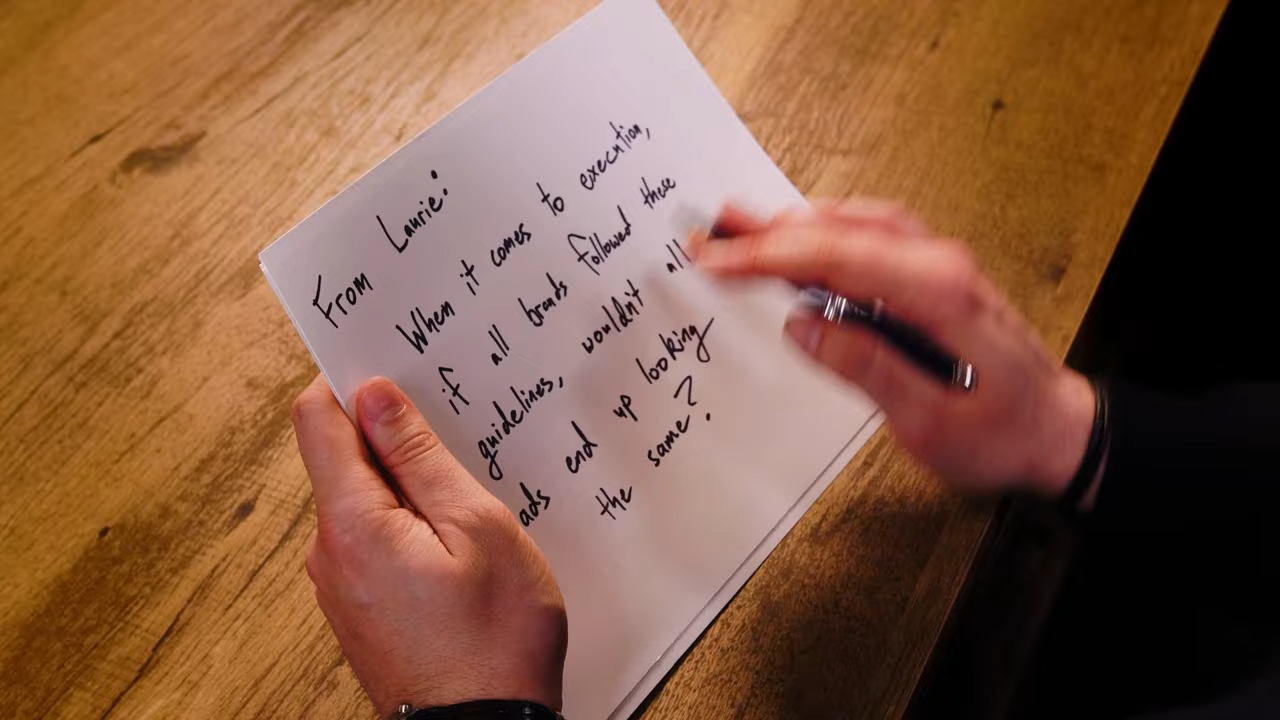 From Laurie:
When it comes to execution,
if all brands followed these
guidelines, wouldn't all
ads end up looking
the same?